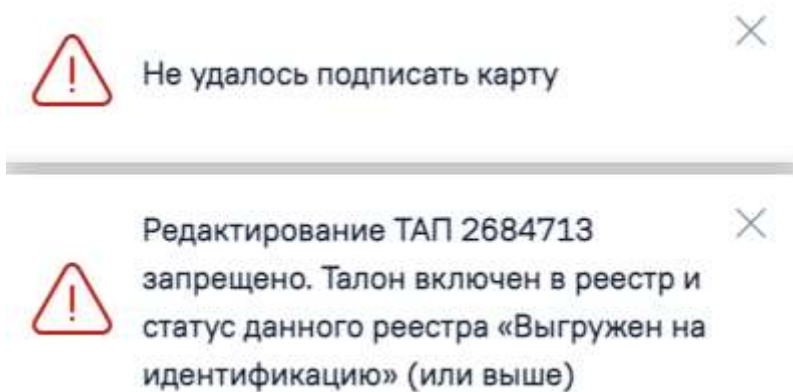 Не удалось подписать карту
Редактирование ТАП 2684713
запрещено. Талон включен в реестр и
статус данного реестра «Выгружен на
идентификацию» (или выше)